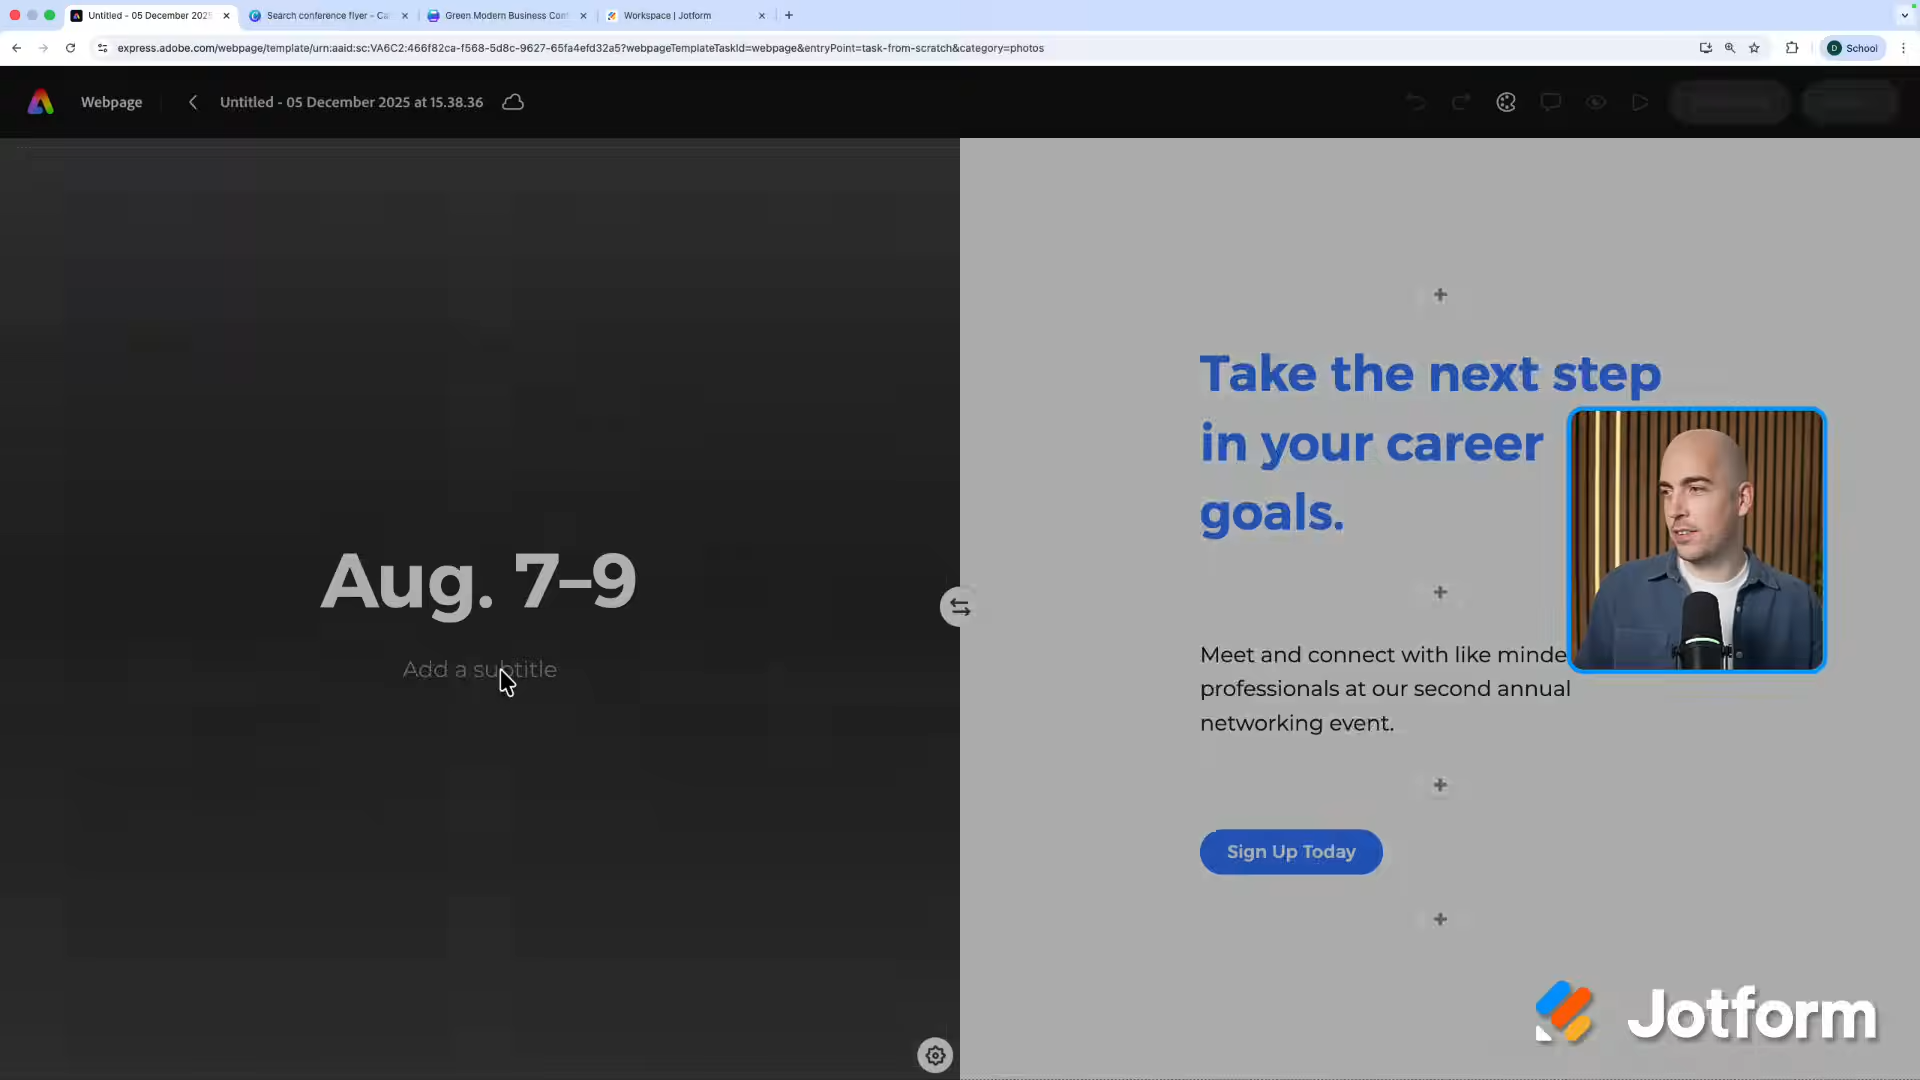 Untitled - 05 December 2025
Search conference flyer - Ca
Green Modern Business Con
Workspace | Jotform
express.adobe.com/webpage/template/urn:aaid:sc:VA6C2:466f82ca-f568-5d8c-9627-65fa4efd32a5?webpageTemplateTaskId=webpage&entryPoint=task-from-scratch&category=photos
D School
Webpage
Untitled - 05 December 2025 at 15.38.36
Aug. 7–9
Add a subtitle
Take the next step
in your career
goals.
Meet and connect with like minde
professionals at our second annual
networking event.
Sign Up Today
Jotform